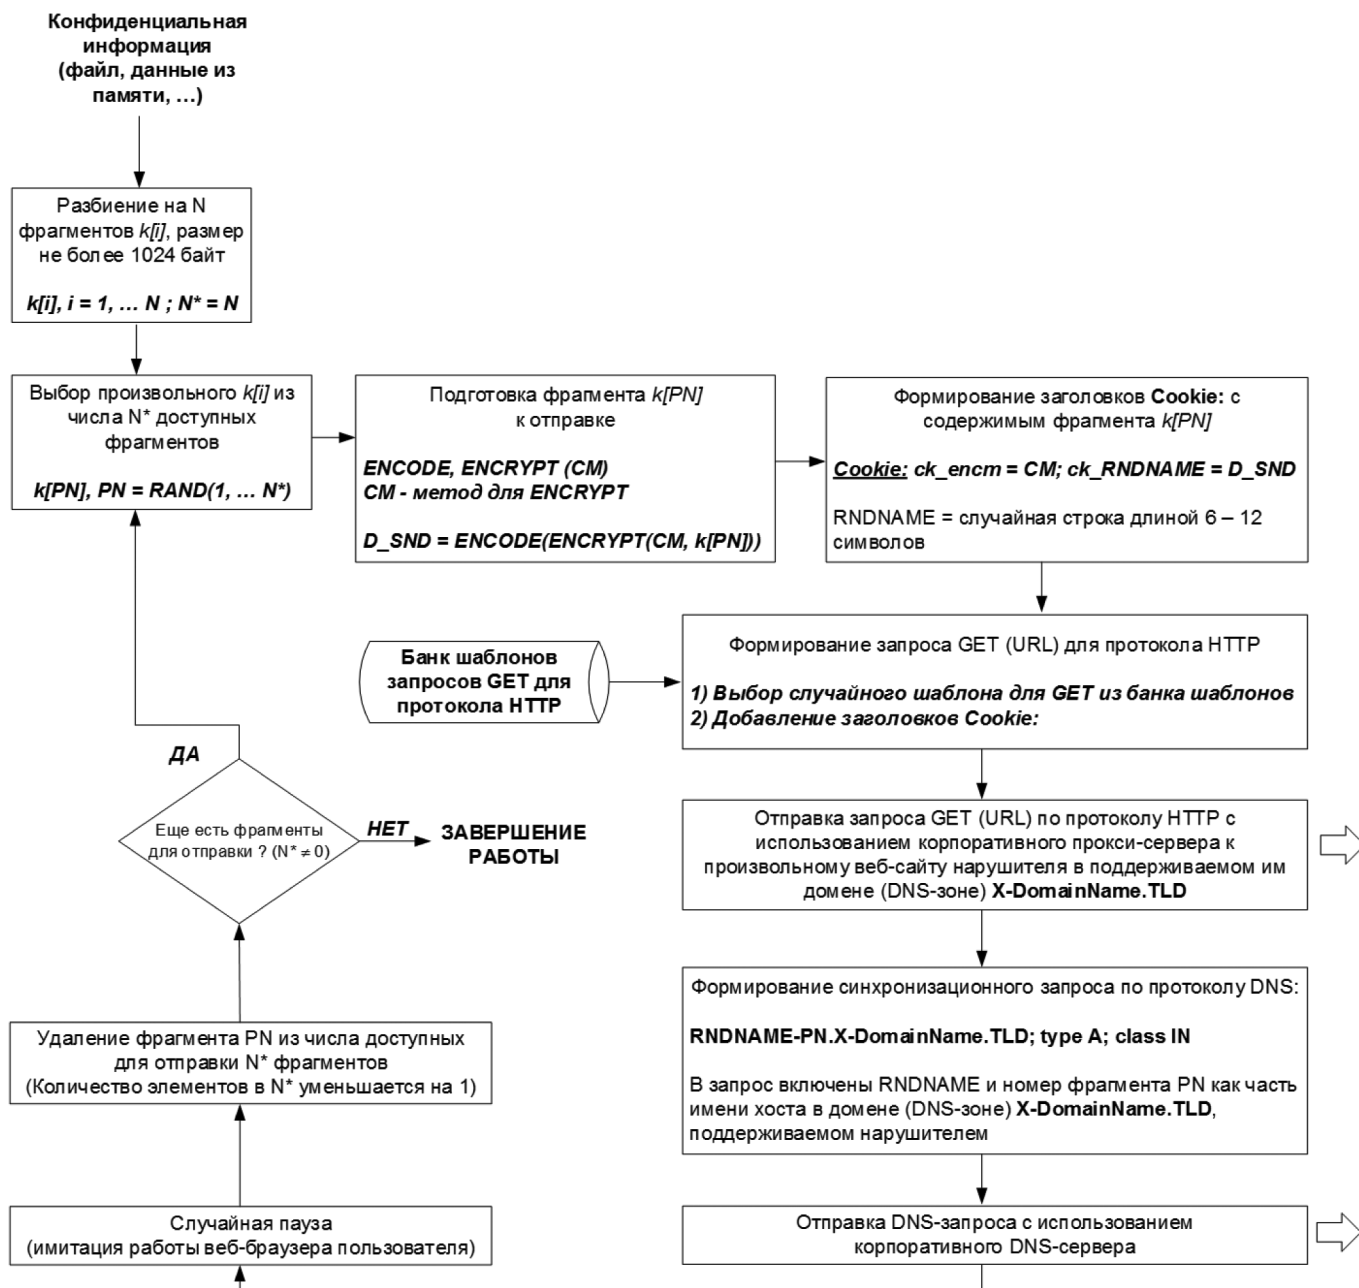 Конфиденциальная
информация
(файл, данные из
памяти, ...)
Разбиение на N
фрагментов k[i], размер
не более 1024 байт
k[i], i = 1, ... N ; N* = N
Выбор произвольного k[i] из
числа N* доступных
фрагментов
k[PN], PN = RAND(1, ... N*)
Подготовка фрагмента k[PN]
к отправке
ENCODE, ENCRYPT (CM)
CM - метод для ENCRYPT
D_SND = ENCODE(ENCRYPT(CM, k[PN]))
Формирование заголовков Cookie: с
содержимым фрагмента k[PN]
Cookie: ck_encm = CM; ck_RNDNAME = D_SND
RNDNAME = случайная строка длиной 6 – 12
символов
Банк шаблонов
запросов GET для
протокола HTTP
Формирование запроса GET (URL) для протокола HTTP
1) Выбор случайного шаблона для GET из банка шаблонов
2) Добавление заголовков Cookie:
Отправка запроса GET (URL) по протоколу HTTP с
использованием корпоративного прокси-сервера к
произвольному веб-сайту нарушителя в поддерживаемом им
домене (DNS-зоне) X-DomainName.TLD
Формирование синхронизационного запроса по протоколу DNS:
RNDNAME-PN.X-DomainName.TLD; type A; class IN
В запрос включены RNDNAME и номер фрагмента PN как часть
имени хоста в домене (DNS-зоне) X-DomainName.TLD,
поддерживаемом нарушителем
Отправка DNS-запроса с использованием
корпоративного DNS-сервера
Случайная пауза
(имитация работы веб-браузера пользователя)
Удаление фрагмента PN из числа доступных
для отправки N* фрагментов
(Количество элементов в N* уменьшается на 1)
Еще есть фрагменты
для отправки ? (N* ≠ 0)
ДА
НЕТ
ЗАВЕРШЕНИЕ
РАБОТЫ